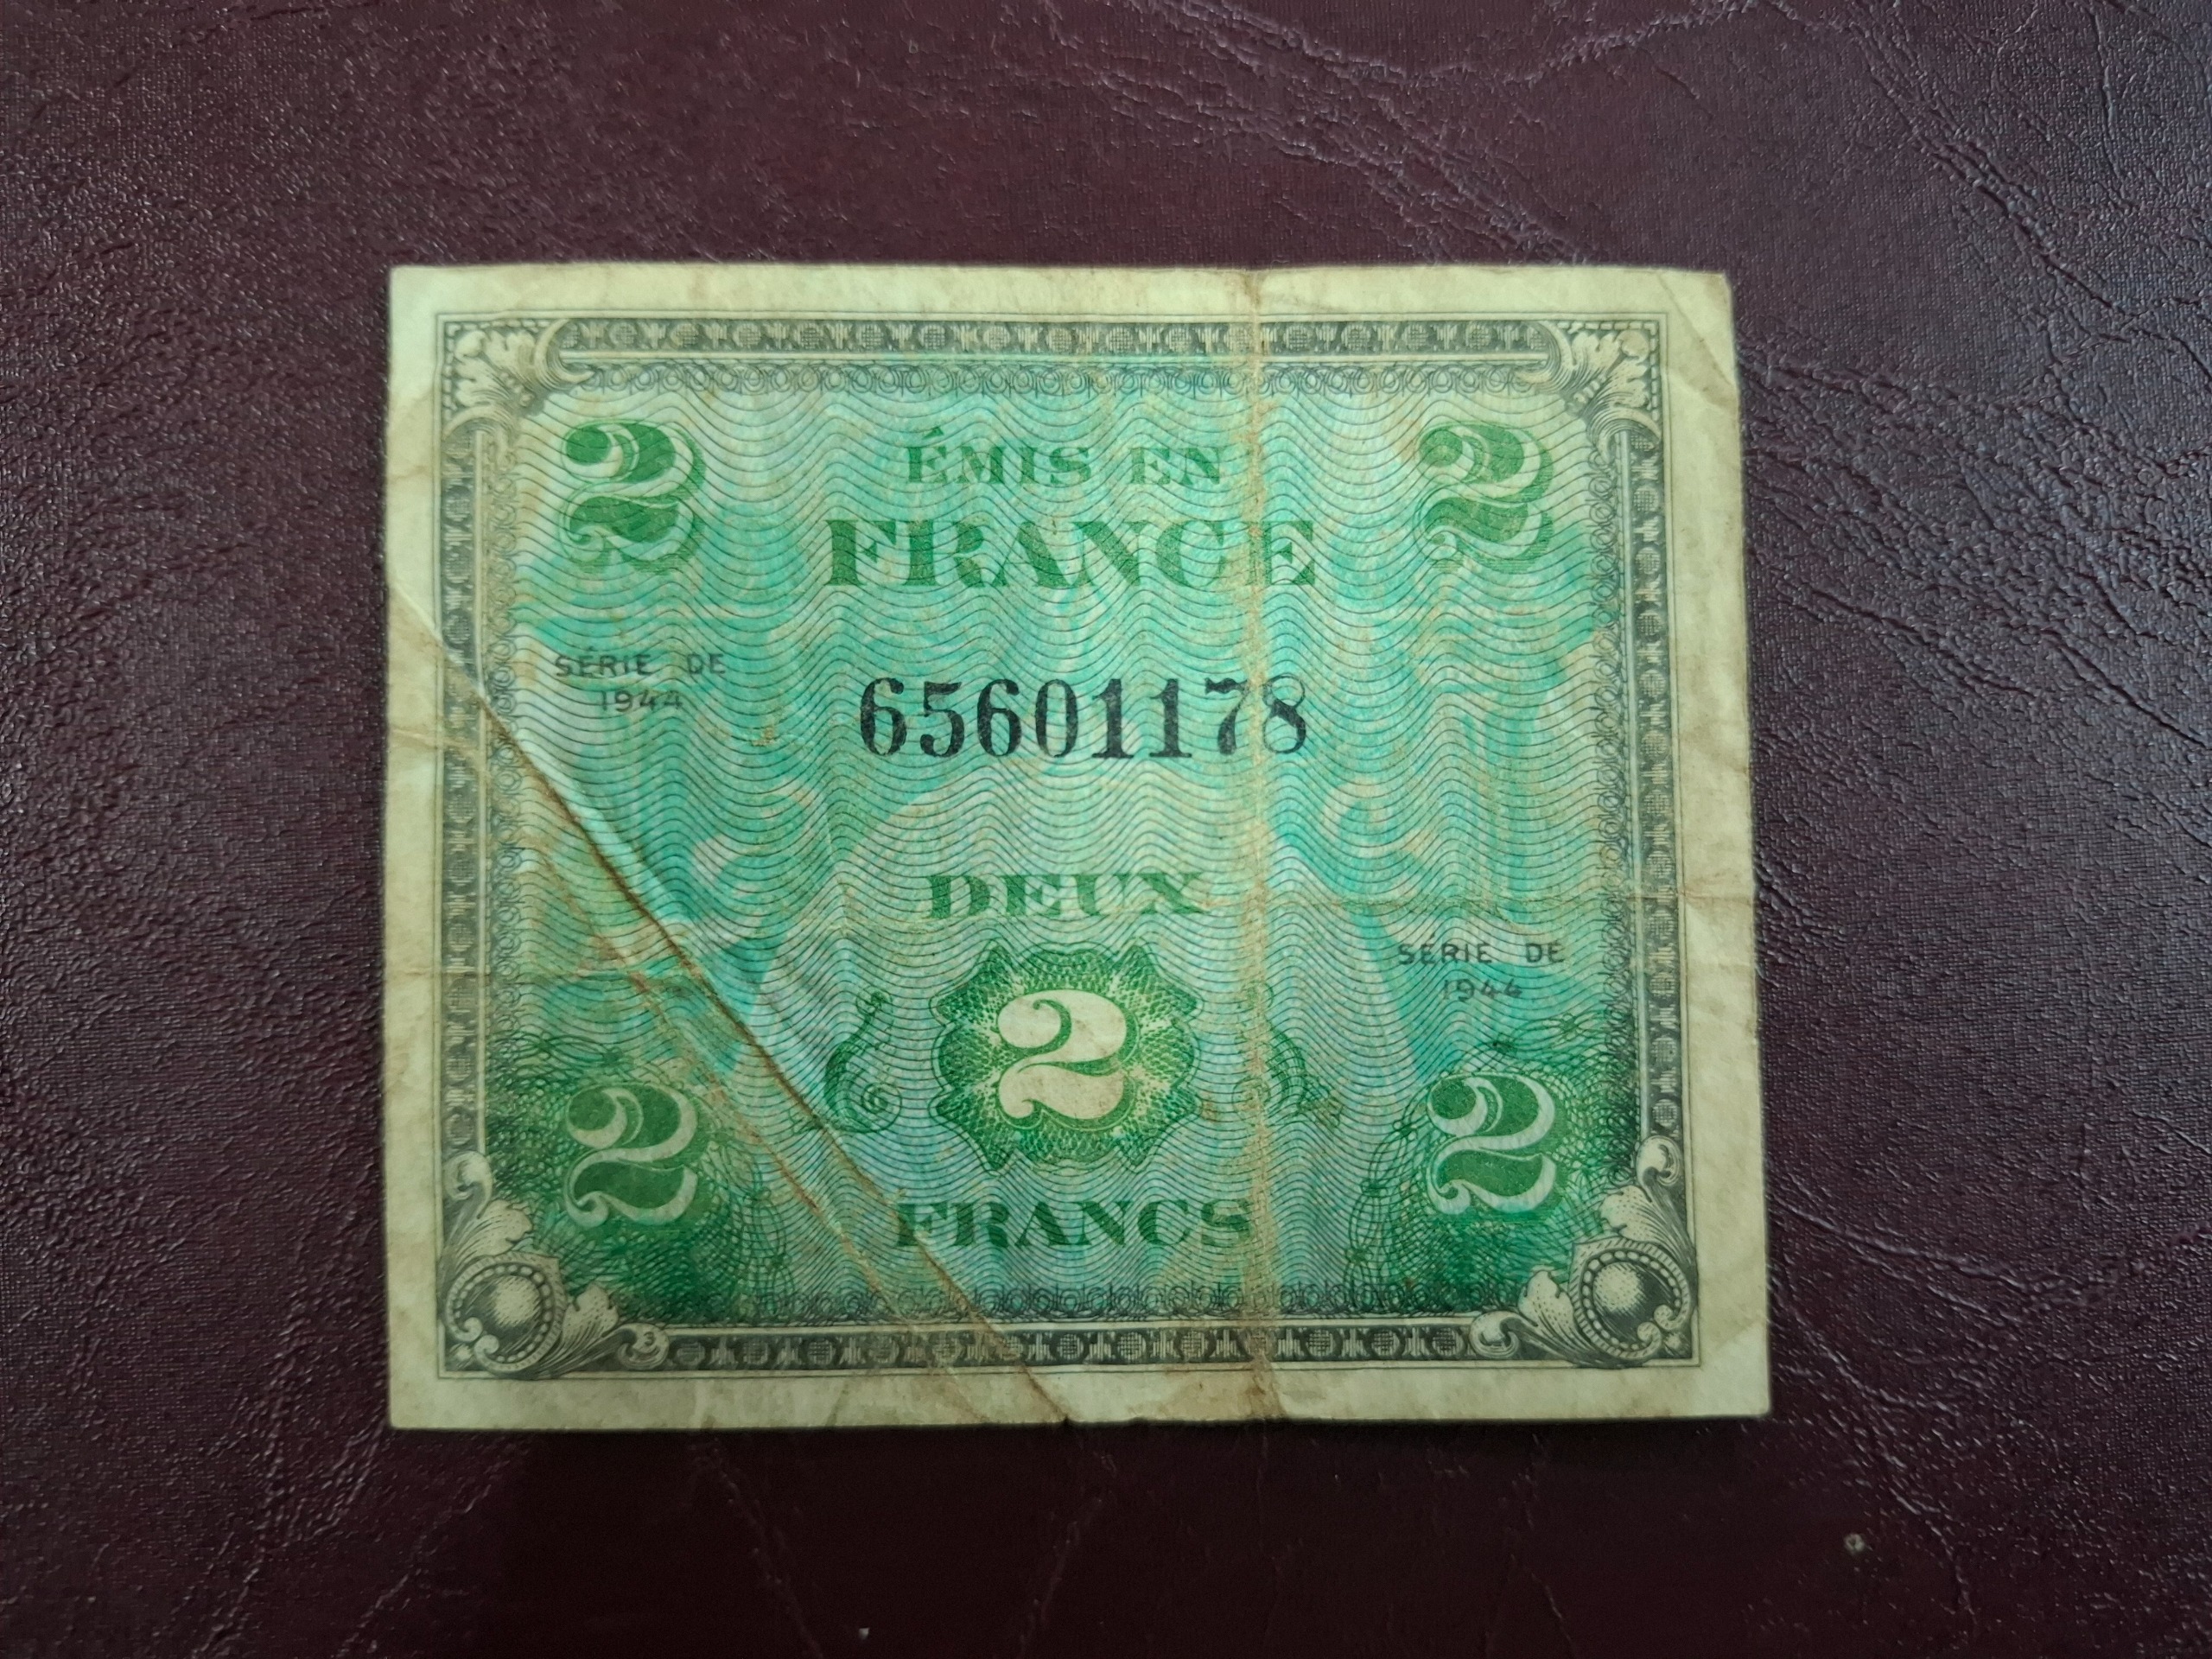 2 ÉMIS EN 2
FRANCE
SÉRIE DE
1944
65601178
DEUX
SÉRIE DE
1944
2
2 2
FRANCS